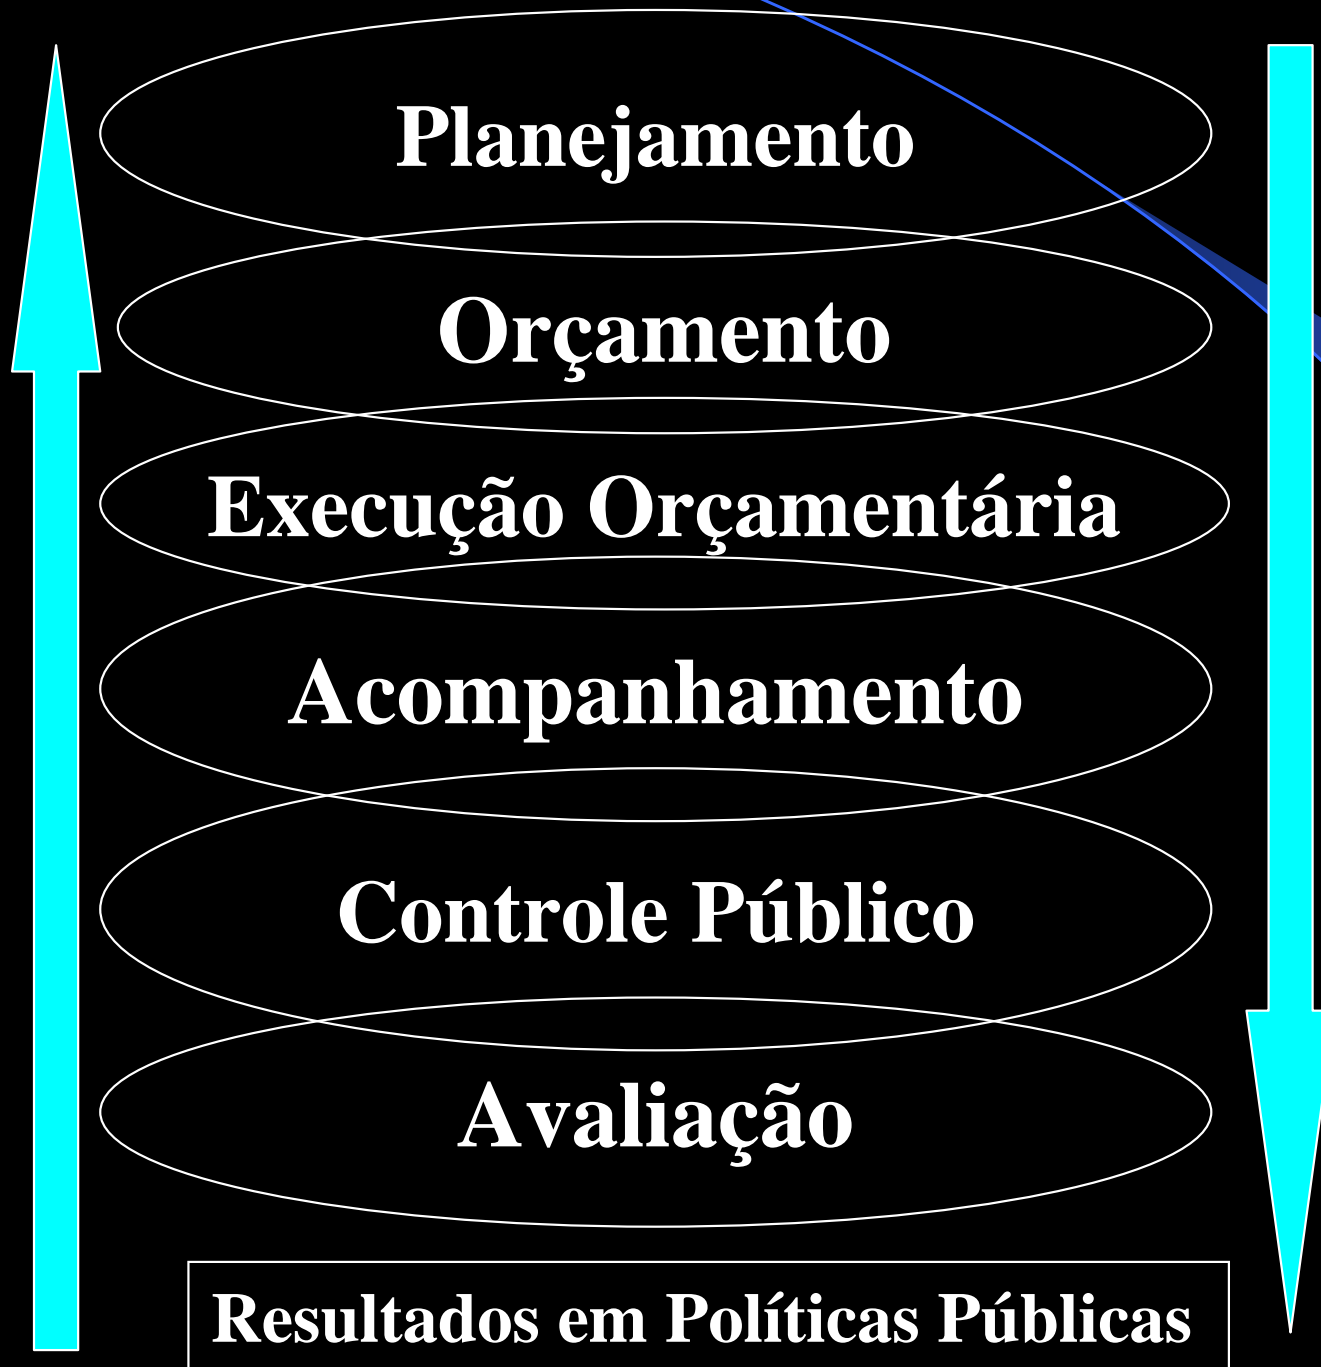 Planejamento
Orçamento
Execução Orçamentária
Acompanhamento
Controle Público
Avaliação
Resultados em Políticas Públicas